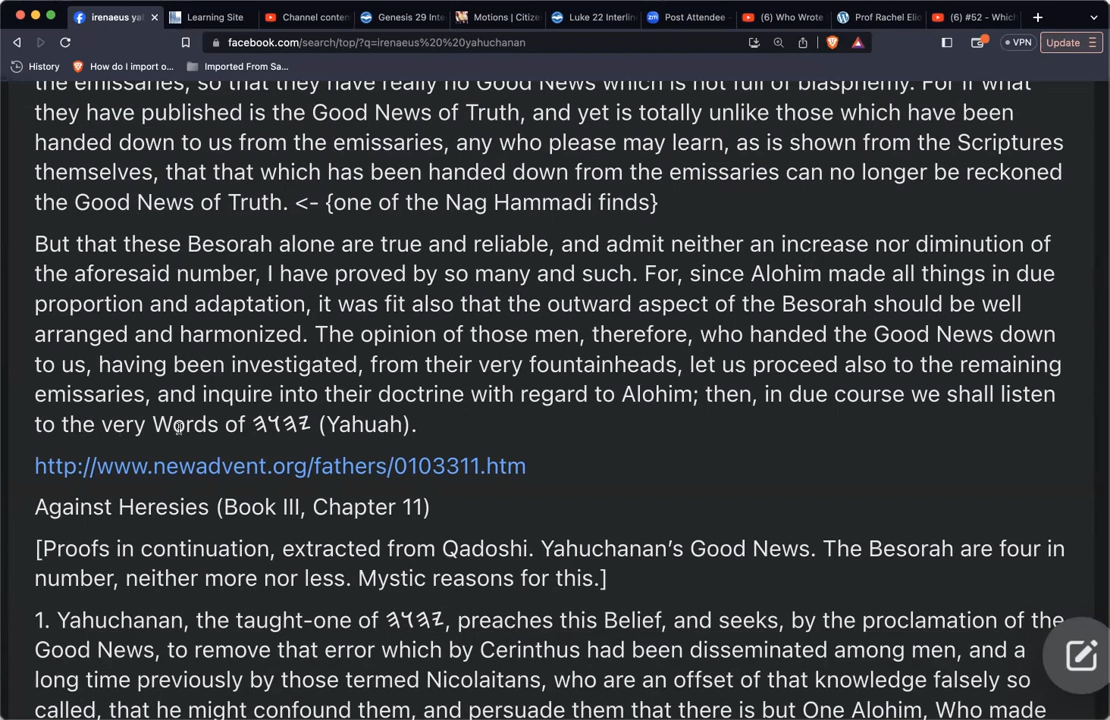 irenaeus ya
Learning Site
Channel conten
Genesis 29 Inte
Motions | Citize
Luke 22 Interlin
Post Attendee -
(6) Who Wrote
Prof Rachel Elio
(6) #52 - Which
facebook.com/search/top/?q=irenaeus%20%20yahuchanan
VPN
Update
History
How do I import o...
Imported From Sa...
the emissaries, so that they have really no Good News which is not full of blasphemy. For if what
they have published is the Good News of Truth, and yet is totally unlike those which have been
handed down to us from the emissaries, any who please may learn, as is shown from the Scriptures
themselves, that that which has been handed down from the emissaries can no longer be reckoned
the Good News of Truth. <- {one of the Nag Hammadi finds}
But that these Besorah alone are true and reliable, and admit neither an increase nor diminution of
the aforesaid number, I have proved by so many and such. For, since Alohim made all things in due
proportion and adaptation, it was fit also that the outward aspect of the Besorah should be well
arranged and harmonized. The opinion of those men, therefore, who handed the Good News down
to us, having been investigated, from their very fountainheads, let us proceed also to the remaining
emissaries, and inquire into their doctrine with regard to Alohim; then, in due course we shall listen
to the very Words of 𐤉𐤄𐤅𐤄 (Yahuah).
http://www.newadvent.org/fathers/0103311.htm
Against Heresies (Book III, Chapter 11)
[Proofs in continuation, extracted from Qadoshi. Yahuchanan’s Good News. The Besorah are four in
number, neither more nor less. Mystic reasons for this.]
1. Yahuchanan, the taught-one of 𐤉𐤄𐤅𐤄, preaches this Belief, and seeks, by the proclamation of the
Good News, to remove that error which by Cerinthus had been disseminated among men, and a
long time previously by those termed Nicolaitans, who are an offset of that knowledge falsely so
called, that he might confound them, and persuade them that there is but One Alohim, Who made